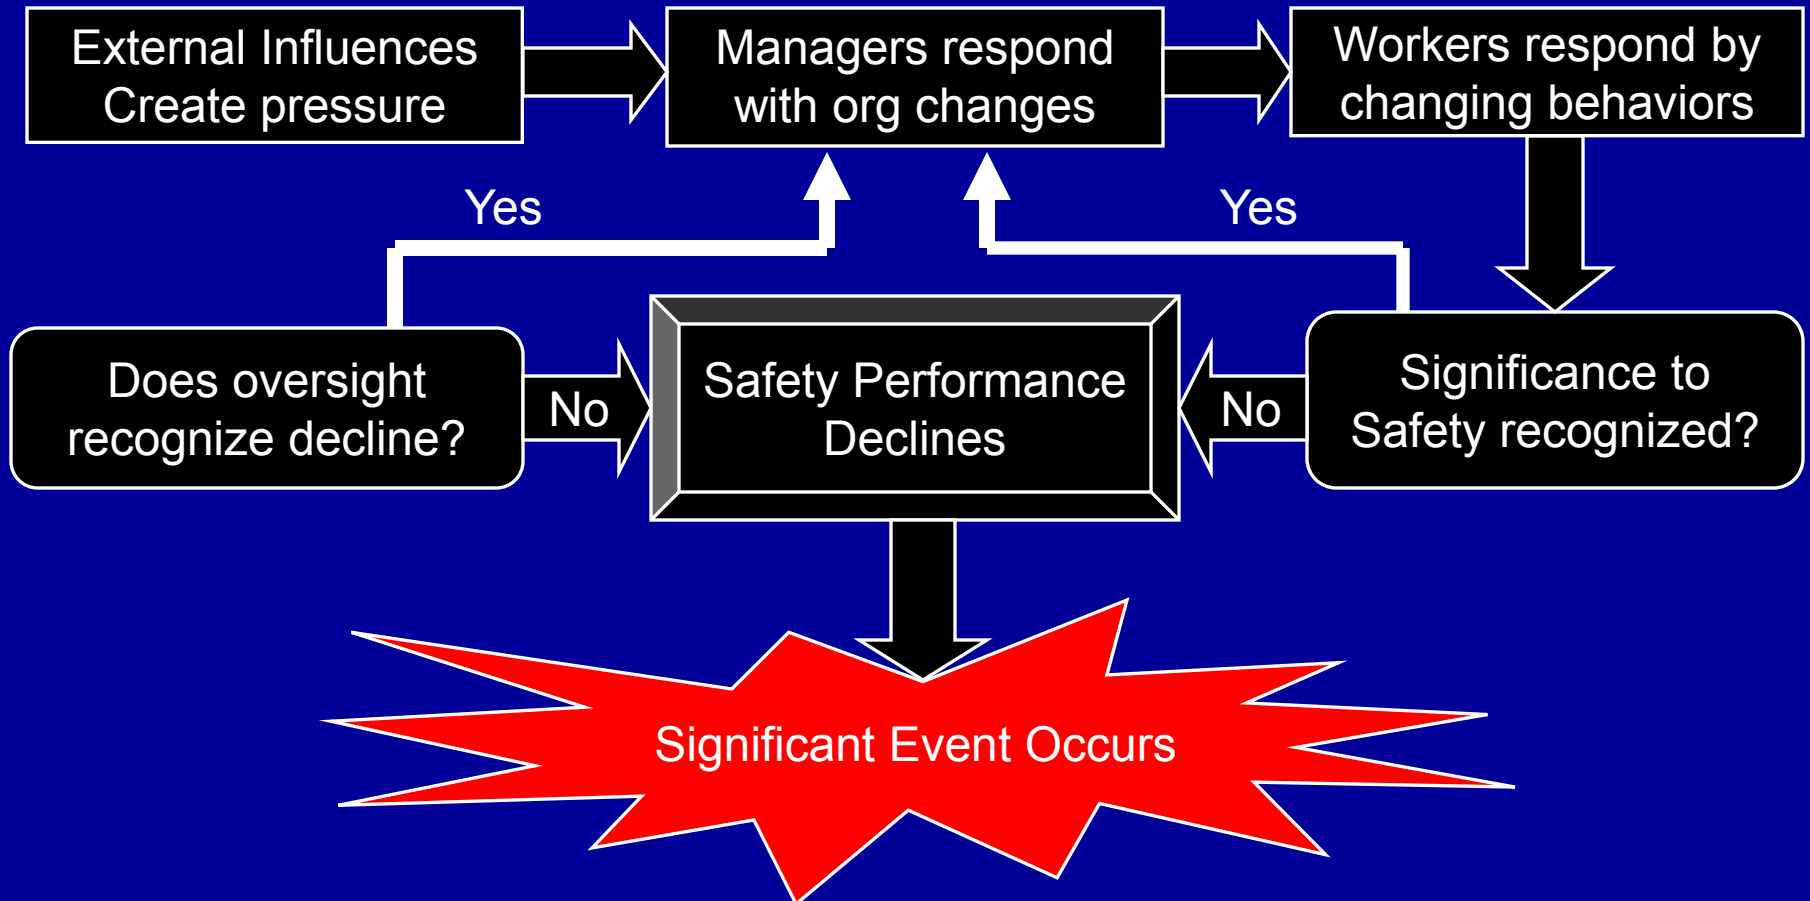 External Influences
Create pressure
Managers respond
with org changes
Workers respond by
changing behaviors
Yes
Yes
Does oversight
recognize decline?
No
Safety Performance
Declines
No
Significance to
Safety recognized?
Significant Event Occurs